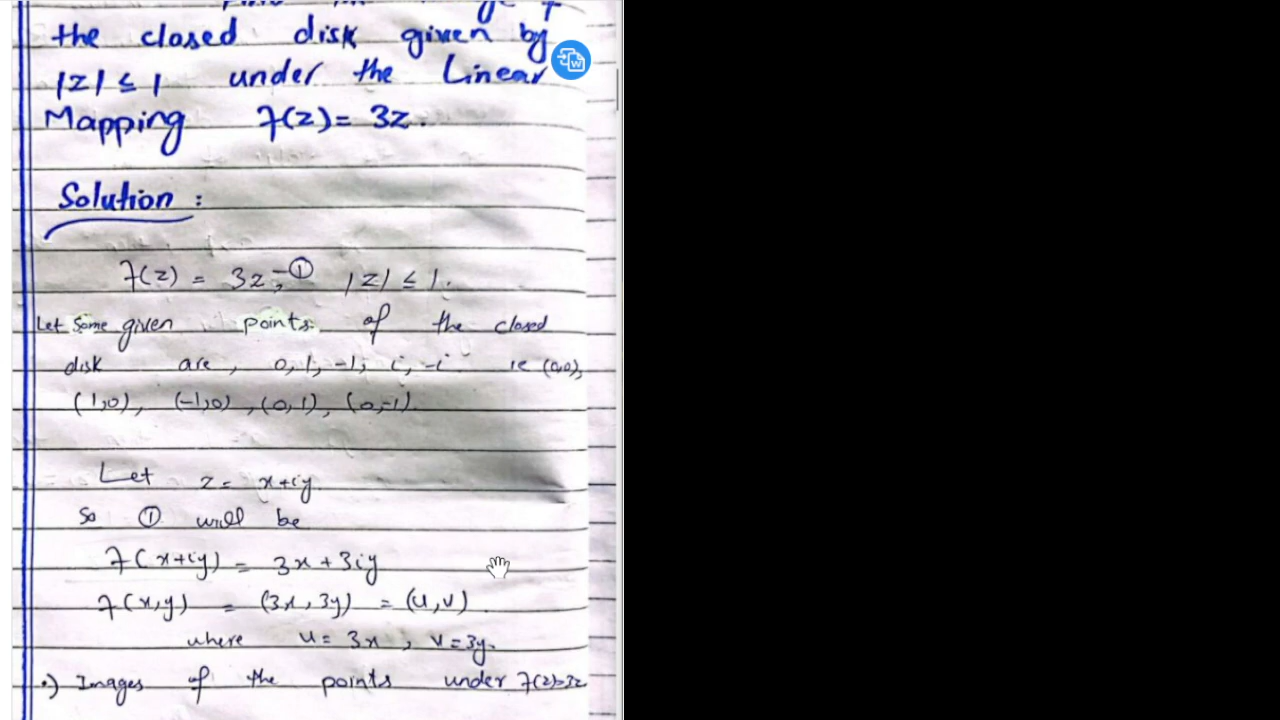 the closed disk given by
|z| ≤ 1 under the Linear
Mapping f(z) = 3z.
Solution :
f(z) = 3z, —① |z| ≤ 1.
Let Some given points of the closed
disk are, 0, 1, -1, i, -i ie (0,0),
(1,0), (-1,0), (0,1), (0,-1).
Let z = x+iy
So ① will be
f(x+iy) = 3x + 3iy
f(x,y) = (3x, 3y) = (u,v)
where u = 3x, v = 3y.
•) Images of the points under f(z)=3z